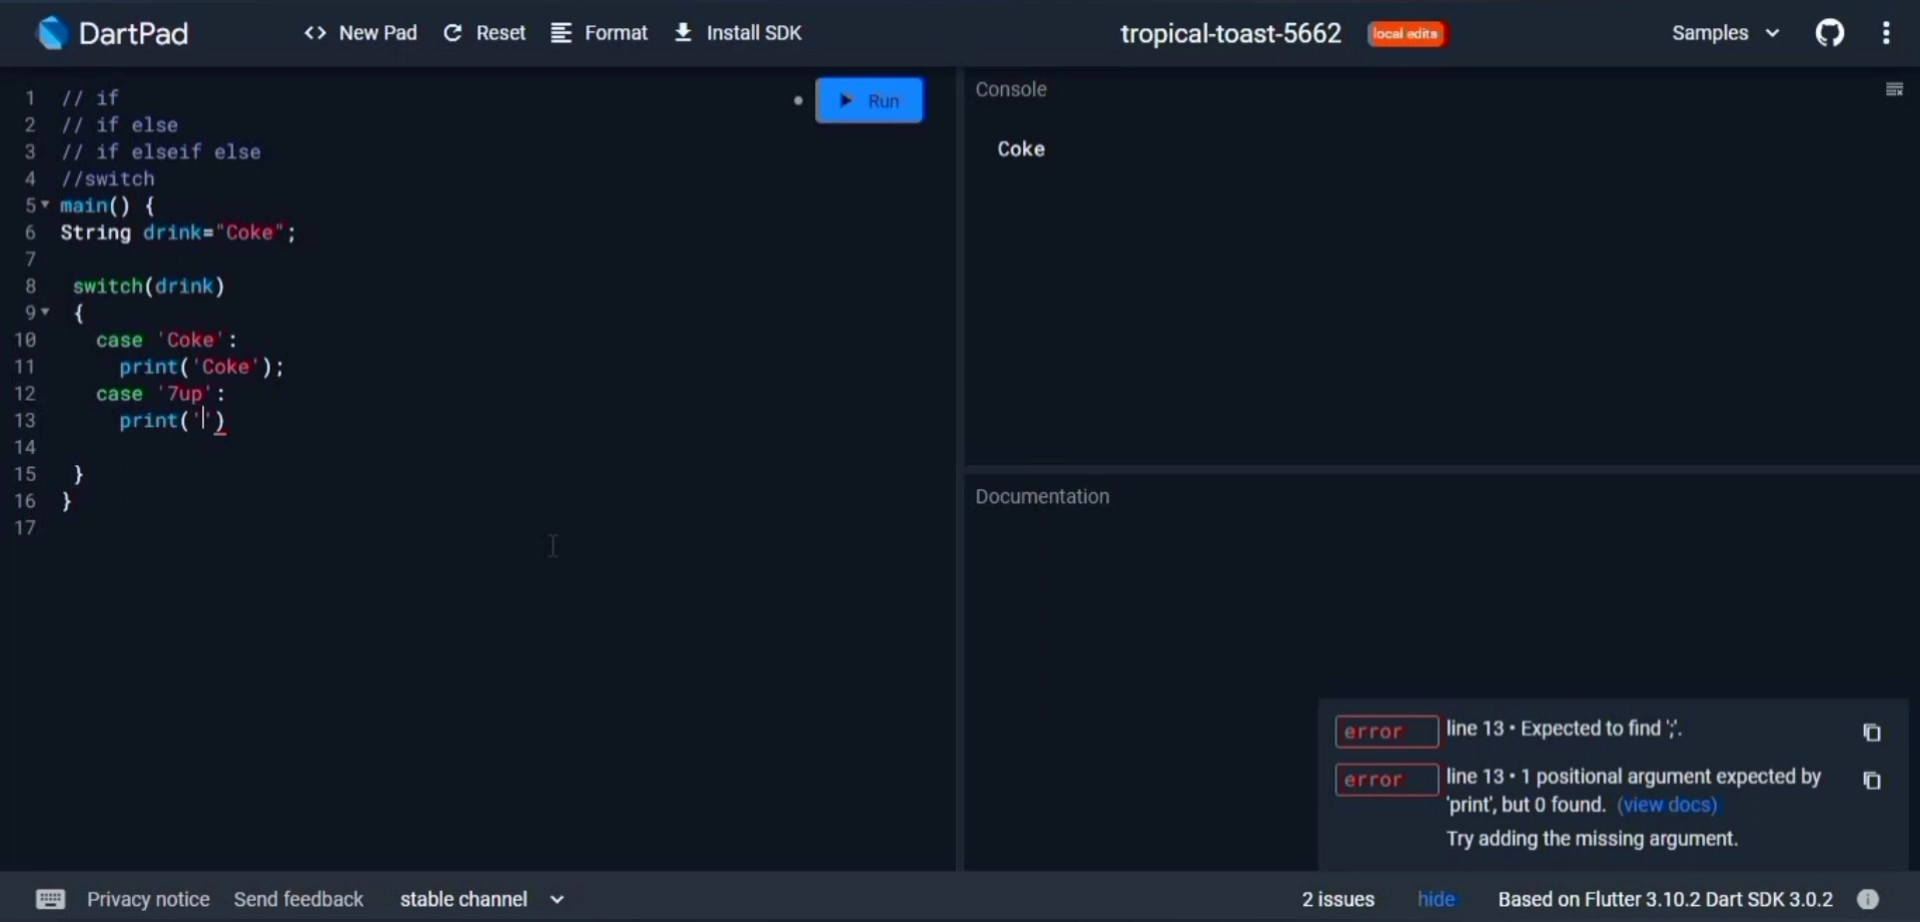 DartPad
<> New Pad
Reset
Format
Install SDK
tropical-toast-5662
local edits
Samples
1 // if
2 // if else
3 // if elseif else
4 //switch
5 main() {
6 String drink="Coke";
7
8 switch(drink)
9 {
10 case 'Coke':
11 print('Coke');
12 case '7up':
13 print('')
14
15 }
16 }
17
Run
Console
Coke
Documentation
error line 13 • Expected to find ';'.
error line 13 • 1 positional argument expected by
'print', but 0 found. (view docs)
Try adding the missing argument.
Privacy notice
Send feedback
stable channel
2 issues
hide
Based on Flutter 3.10.2 Dart SDK 3.0.2